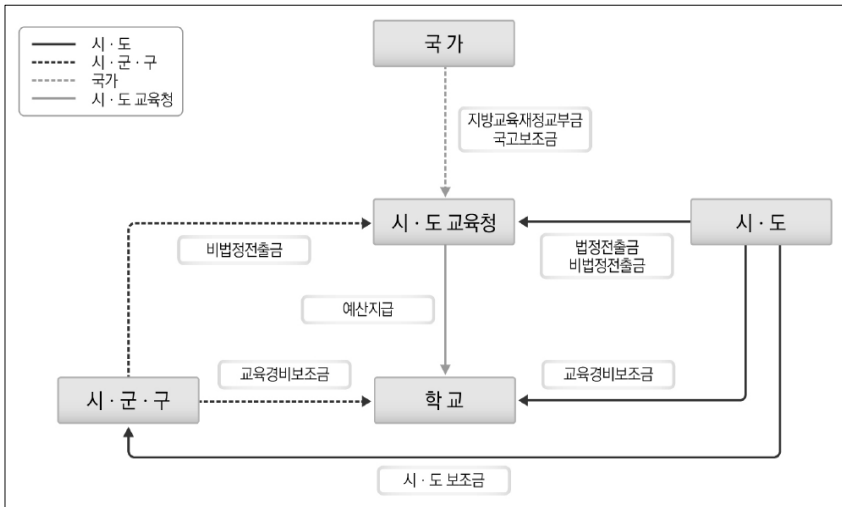 시·도
시·군·구
국가
시·도 교육청
국 가
지방교육재정교부금
국고보조금
시·도 교육청
시·도
비법정전출금
법정전출금
비법정전출금
예산지급
교육경비보조금
교육경비보조금
시·군·구
학 교
시·도 보조금